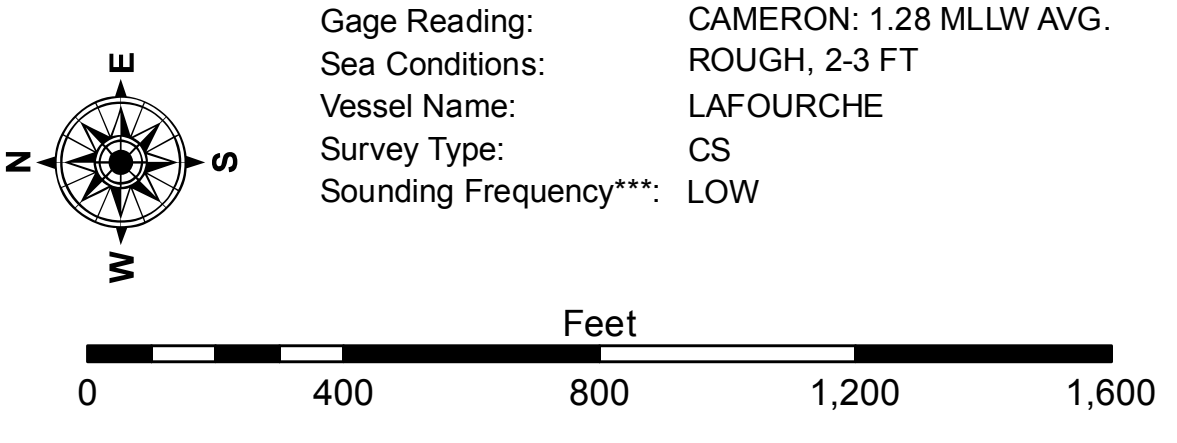 E
N
S
W
Gage Reading: CAMERON: 1.28 MLLW AVG.
Sea Conditions: ROUGH, 2-3 FT
Vessel Name: LAFOURCHE
Survey Type: CS
Sounding Frequency***: LOW
Feet
0 400 800 1,200 1,600